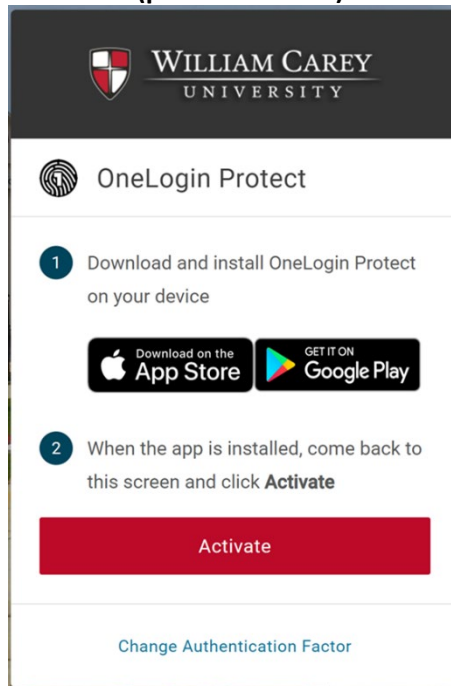 WILLIAM CAREY
UNIVERSITY
OneLogin Protect
1 Download and install OneLogin Protect
on your device
Download on the
App Store
GET IT ON
Google Play
2 When the app is installed, come back to
this screen and click Activate
Activate
Change Authentication Factor